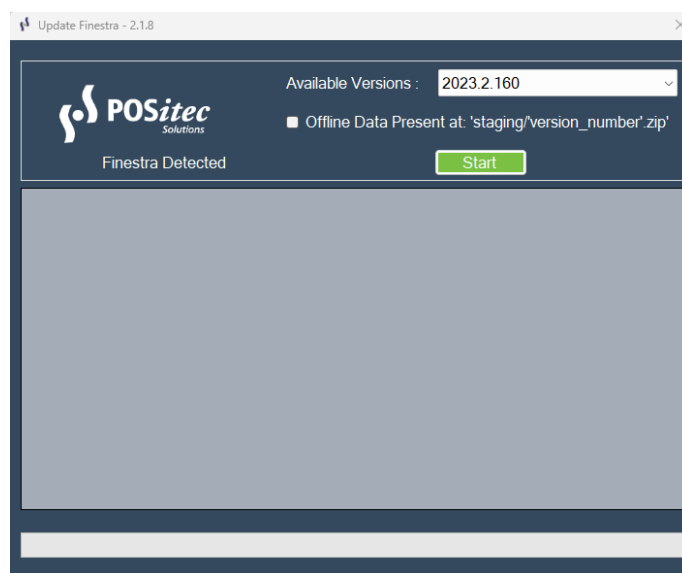 Update Finestra - 2.1.8
Available Versions : 2023.2.160
POSitec
Solutions
Offline Data Present at: 'staging/'version_number'.zip'
Finestra Detected
Start